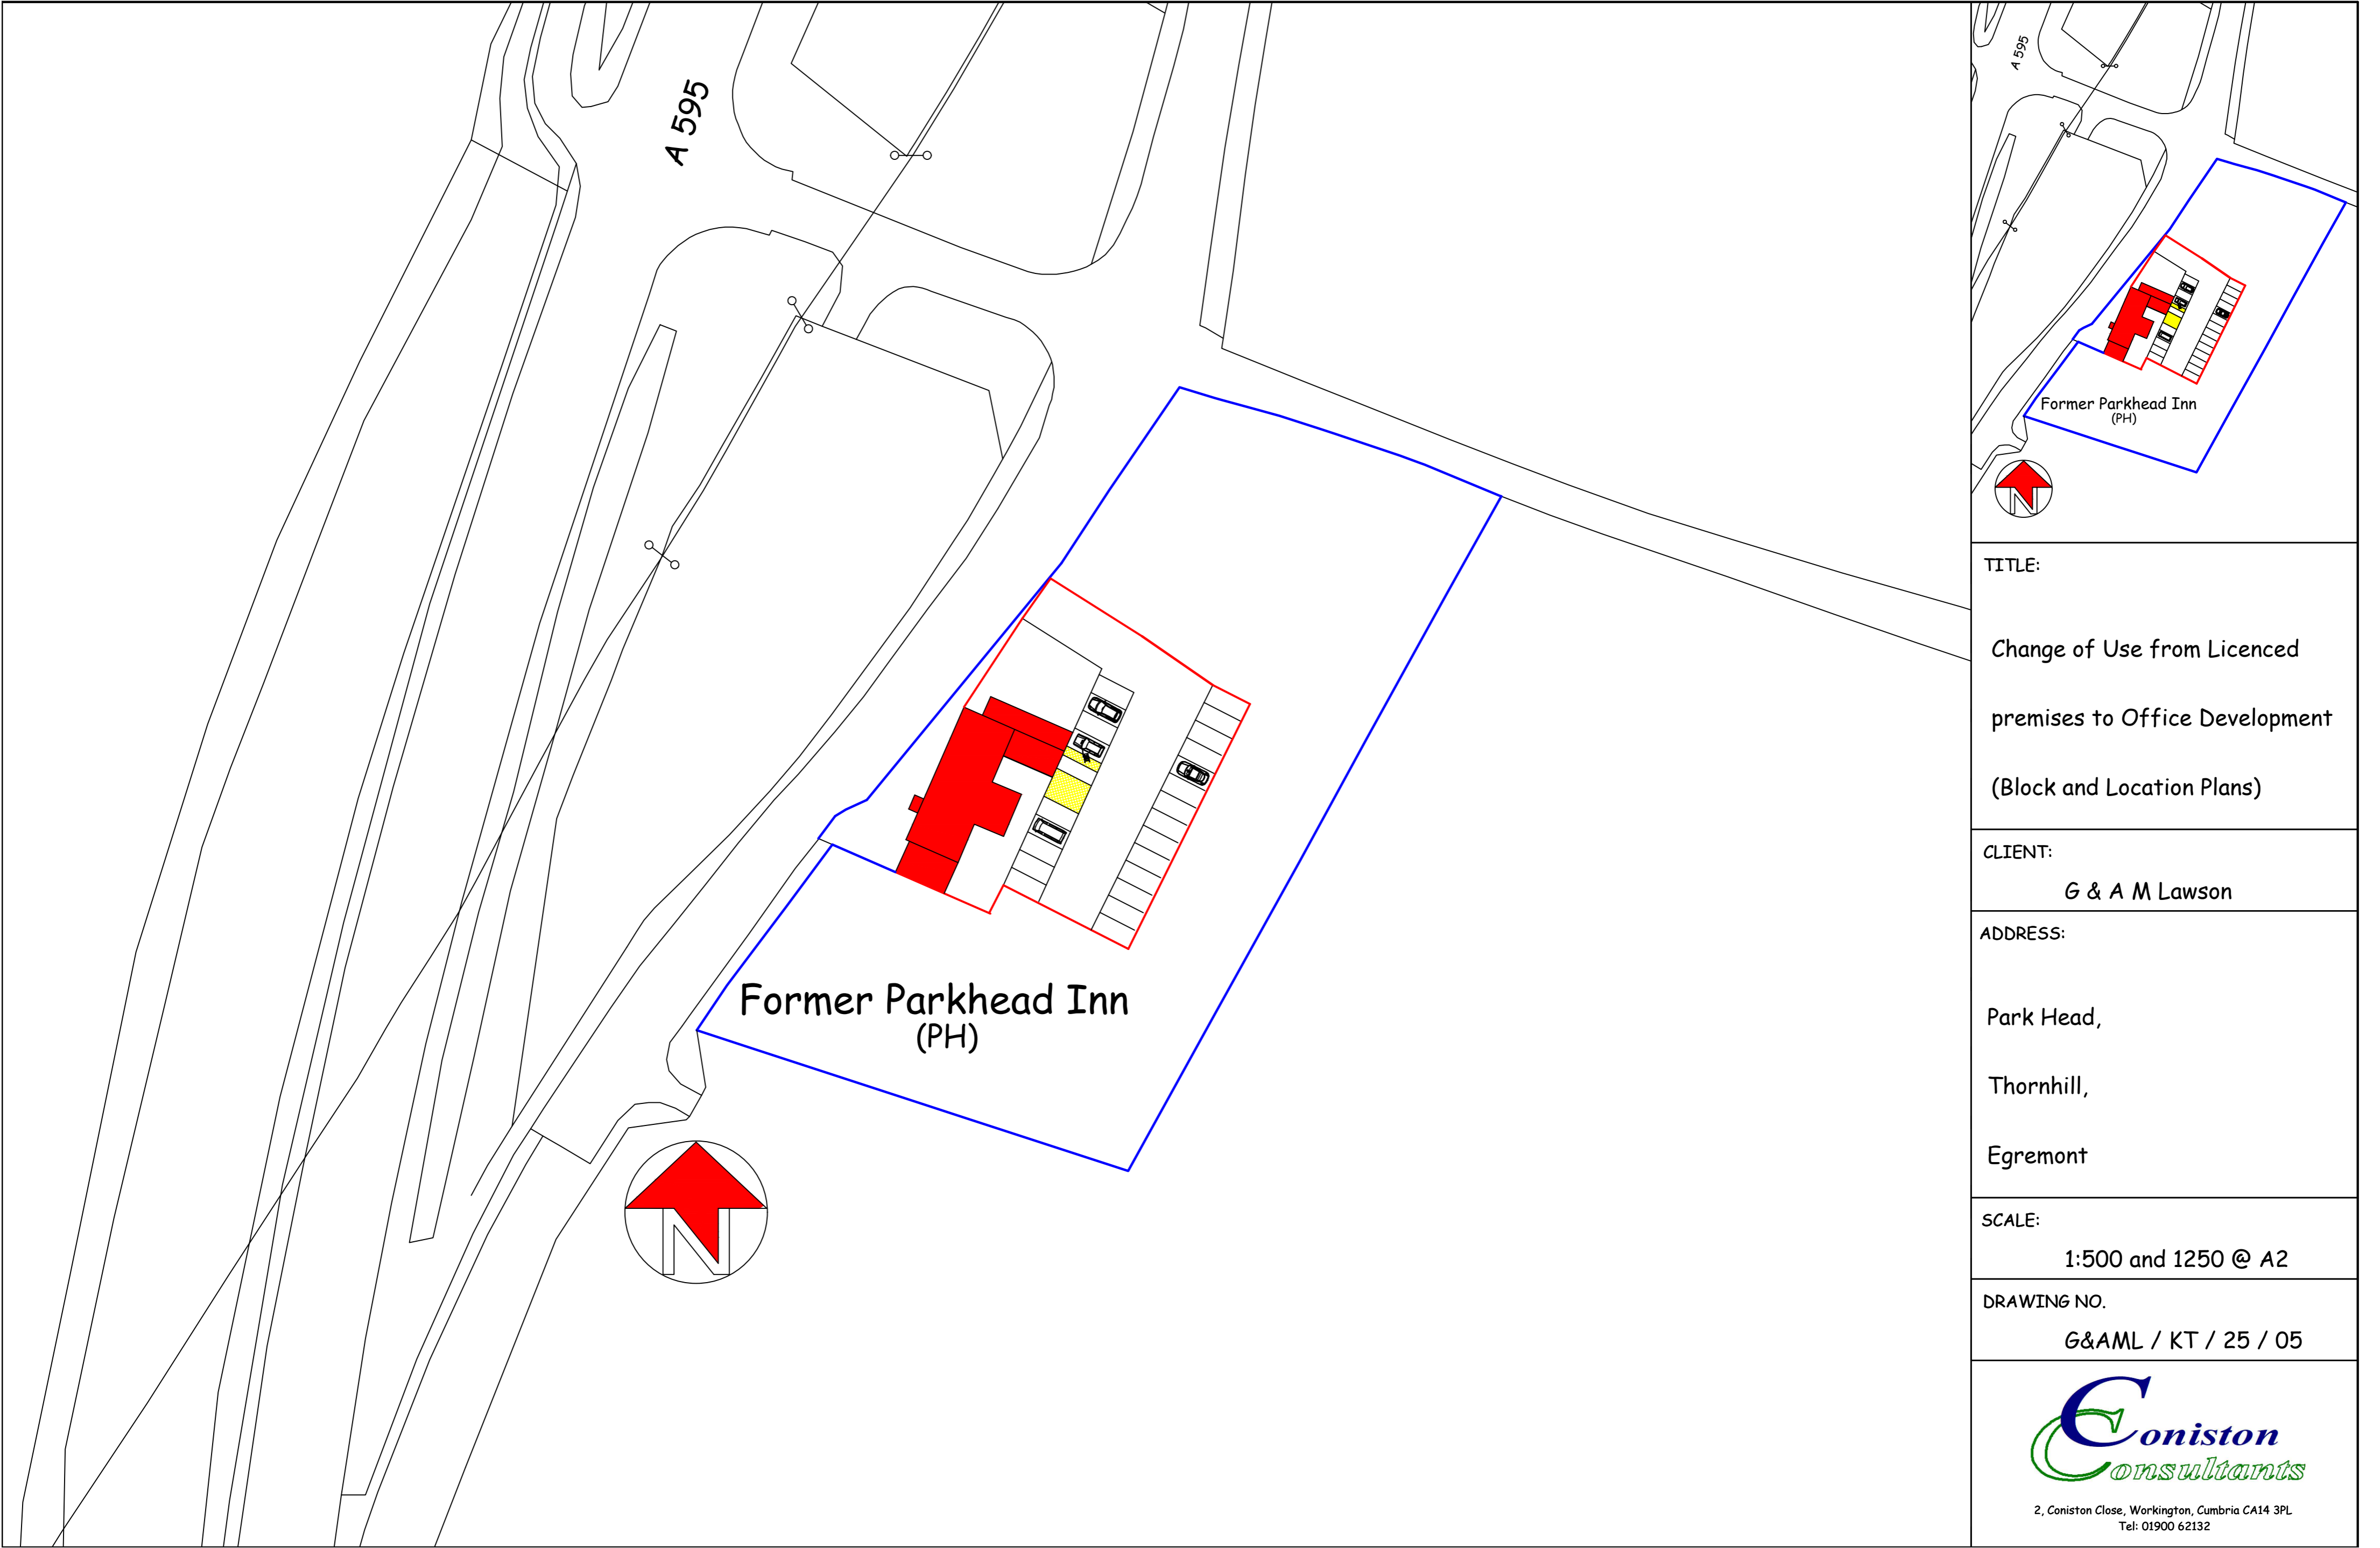 A 595
Former Parkhead Inn
(PH)
N
A 595
Former Parkhead Inn
(PH)
N
TITLE:
Change of Use from Licenced
premises to Office Development
(Block and Location Plans)
CLIENT:
G & A M Lawson
ADDRESS:
Park Head,
Thornhill,
Egremont
SCALE:
1:500 and 1250 @ A2
DRAWING NO.
G&AML / KT / 25 / 05
Coniston
Consultants
2, Coniston Close, Workington, Cumbria CA14 3PL
Tel: 01900 62132